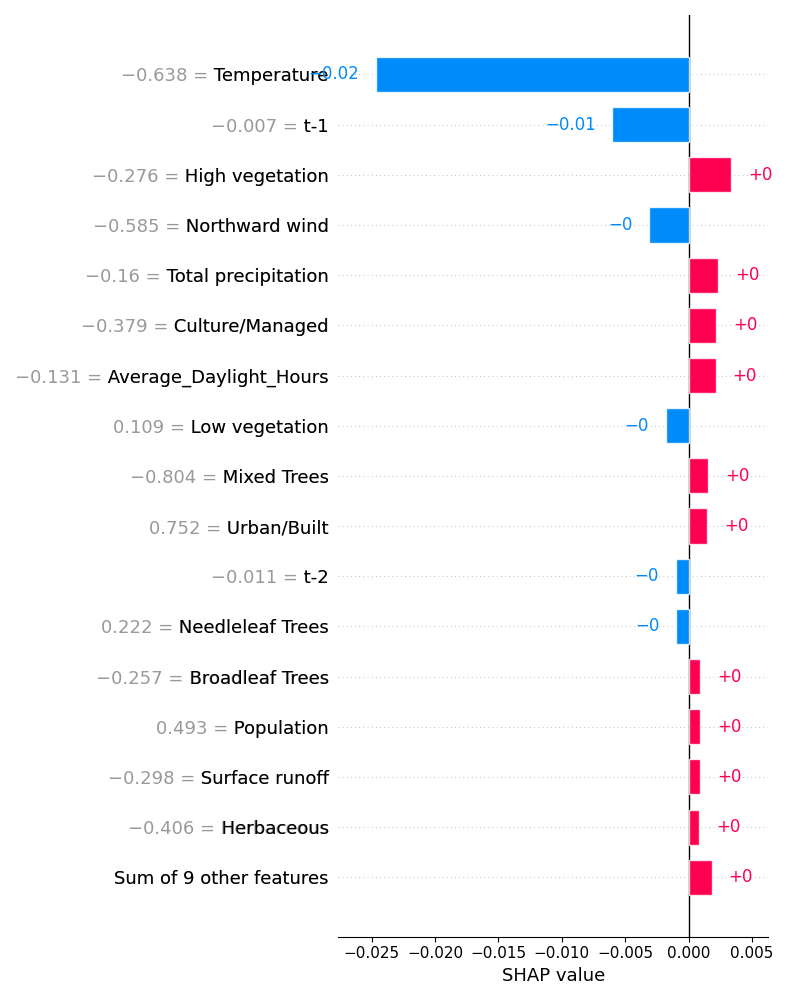 −0.638 = Temperature −0.02
−0.007 = t-1 −0.01
−0.276 = High vegetation +0
−0.585 = Northward wind −0
−0.16 = Total precipitation +0
−0.379 = Culture/Managed +0
−0.131 = Average_Daylight_Hours +0
0.109 = Low vegetation −0
−0.804 = Mixed Trees +0
0.752 = Urban/Built +0
−0.011 = t-2 −0
0.222 = Needleleaf Trees −0
−0.257 = Broadleaf Trees +0
0.493 = Population +0
−0.298 = Surface runoff +0
−0.406 = Herbaceous +0
Sum of 9 other features +0
−0.025 −0.020 −0.015 −0.010 −0.005 0.000 0.005
SHAP value